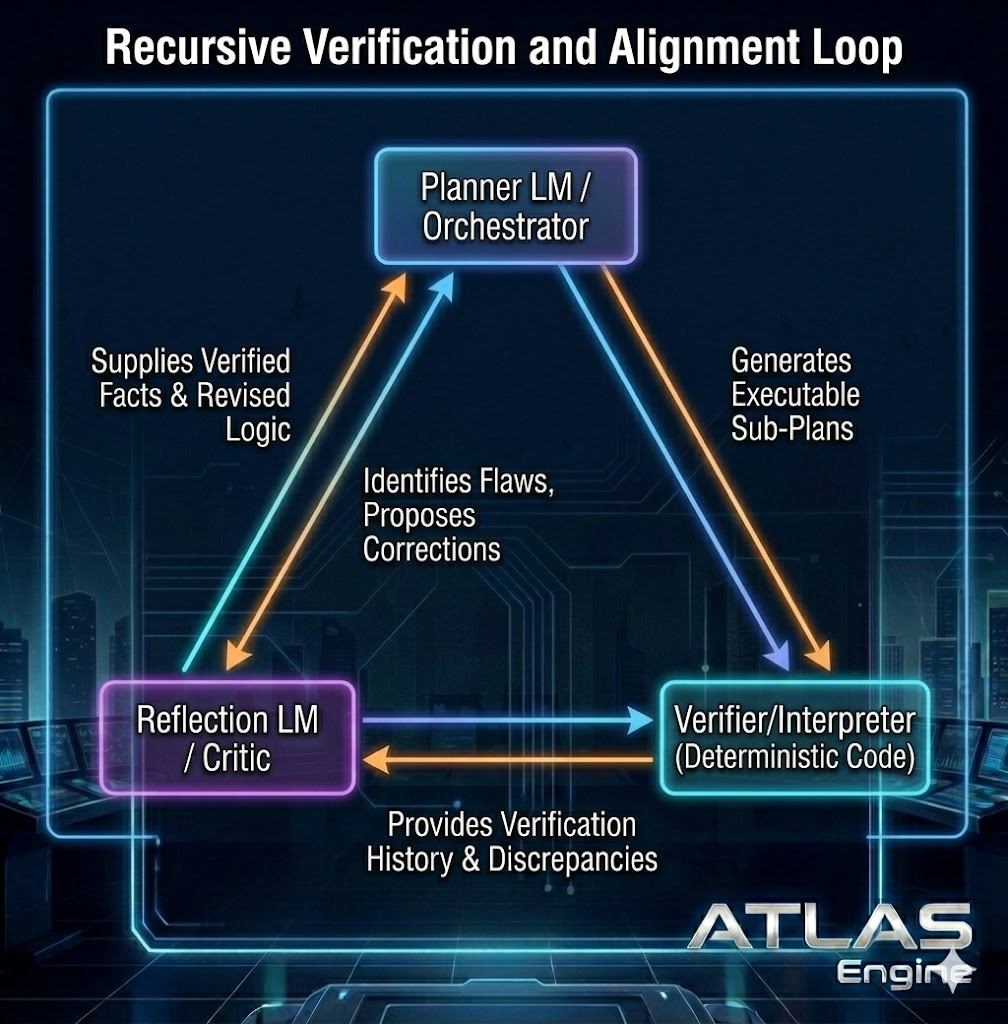 Recursive Verification and Alignment Loop
Planner LM /
Orchestrator
Supplies Verified
Facts & Revised
Logic
Generates
Executable
Sub-Plans
Identifies Flaws,
Proposes
Corrections
Reflection LM
/ Critic
Verifier/Interpreter
(Deterministic Code)
Provides Verification
History & Discrepancies
ATLAS
Engine